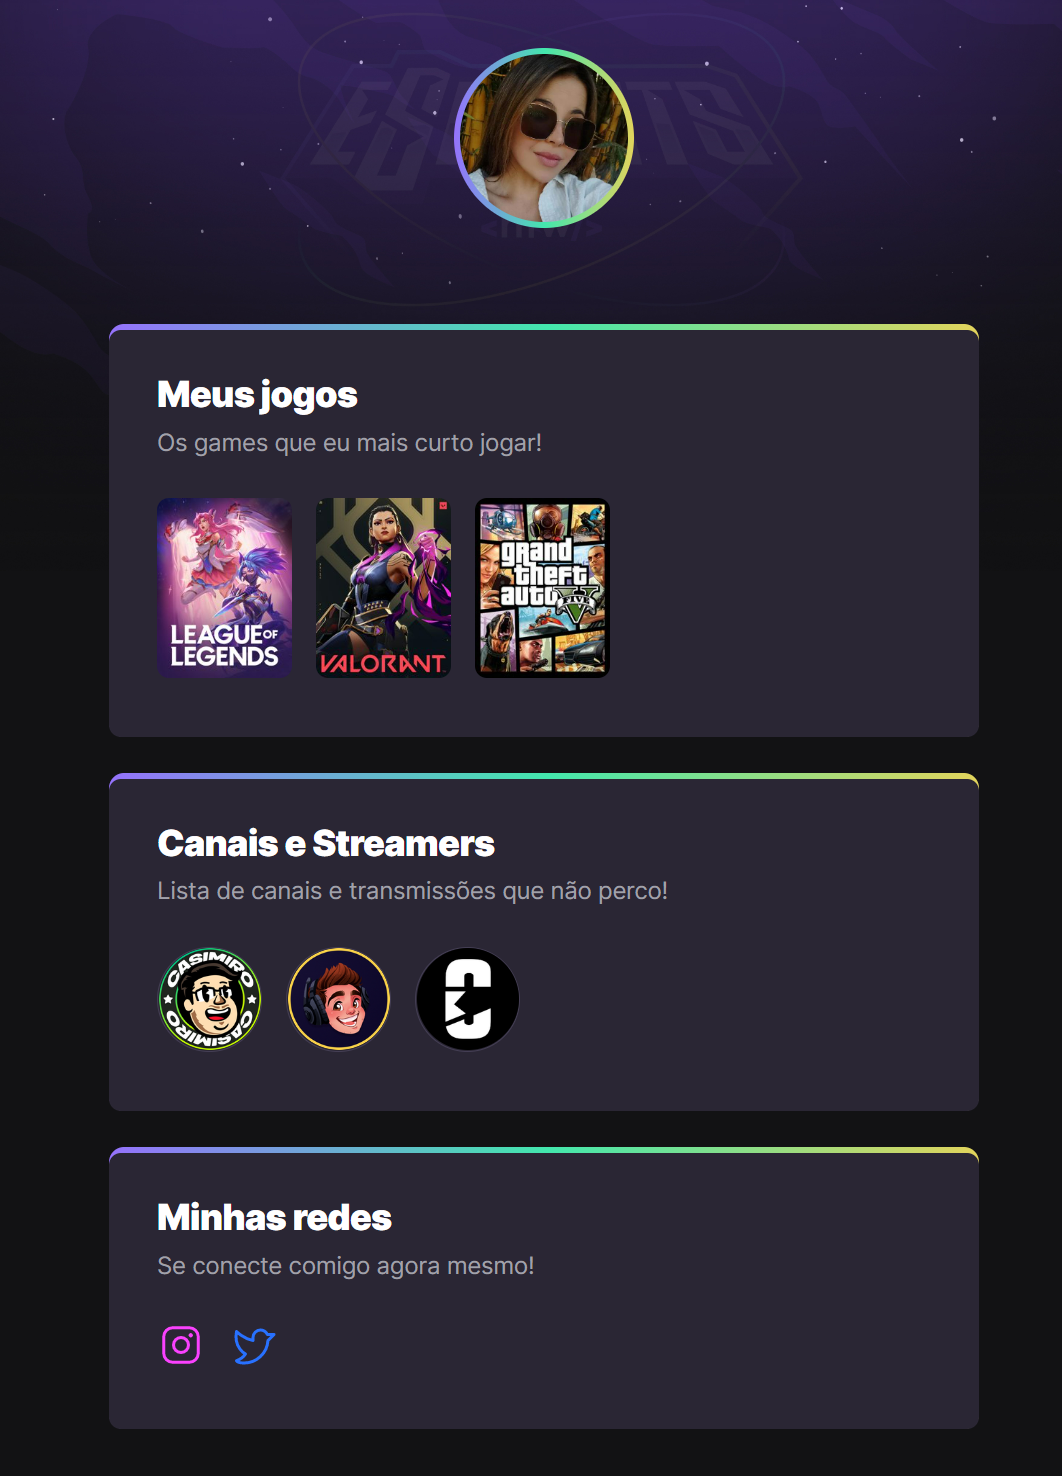 Meus jogos
Os games que eu mais curto jogar!
LEAGUE OF
LEGENDS
VALORANT
grand
theft
auto
FIVE
Canais e Streamers
Lista de canais e transmissões que não perco!
CASIMIRO
CASIMIRO
Minhas redes
Se conecte comigo agora mesmo!